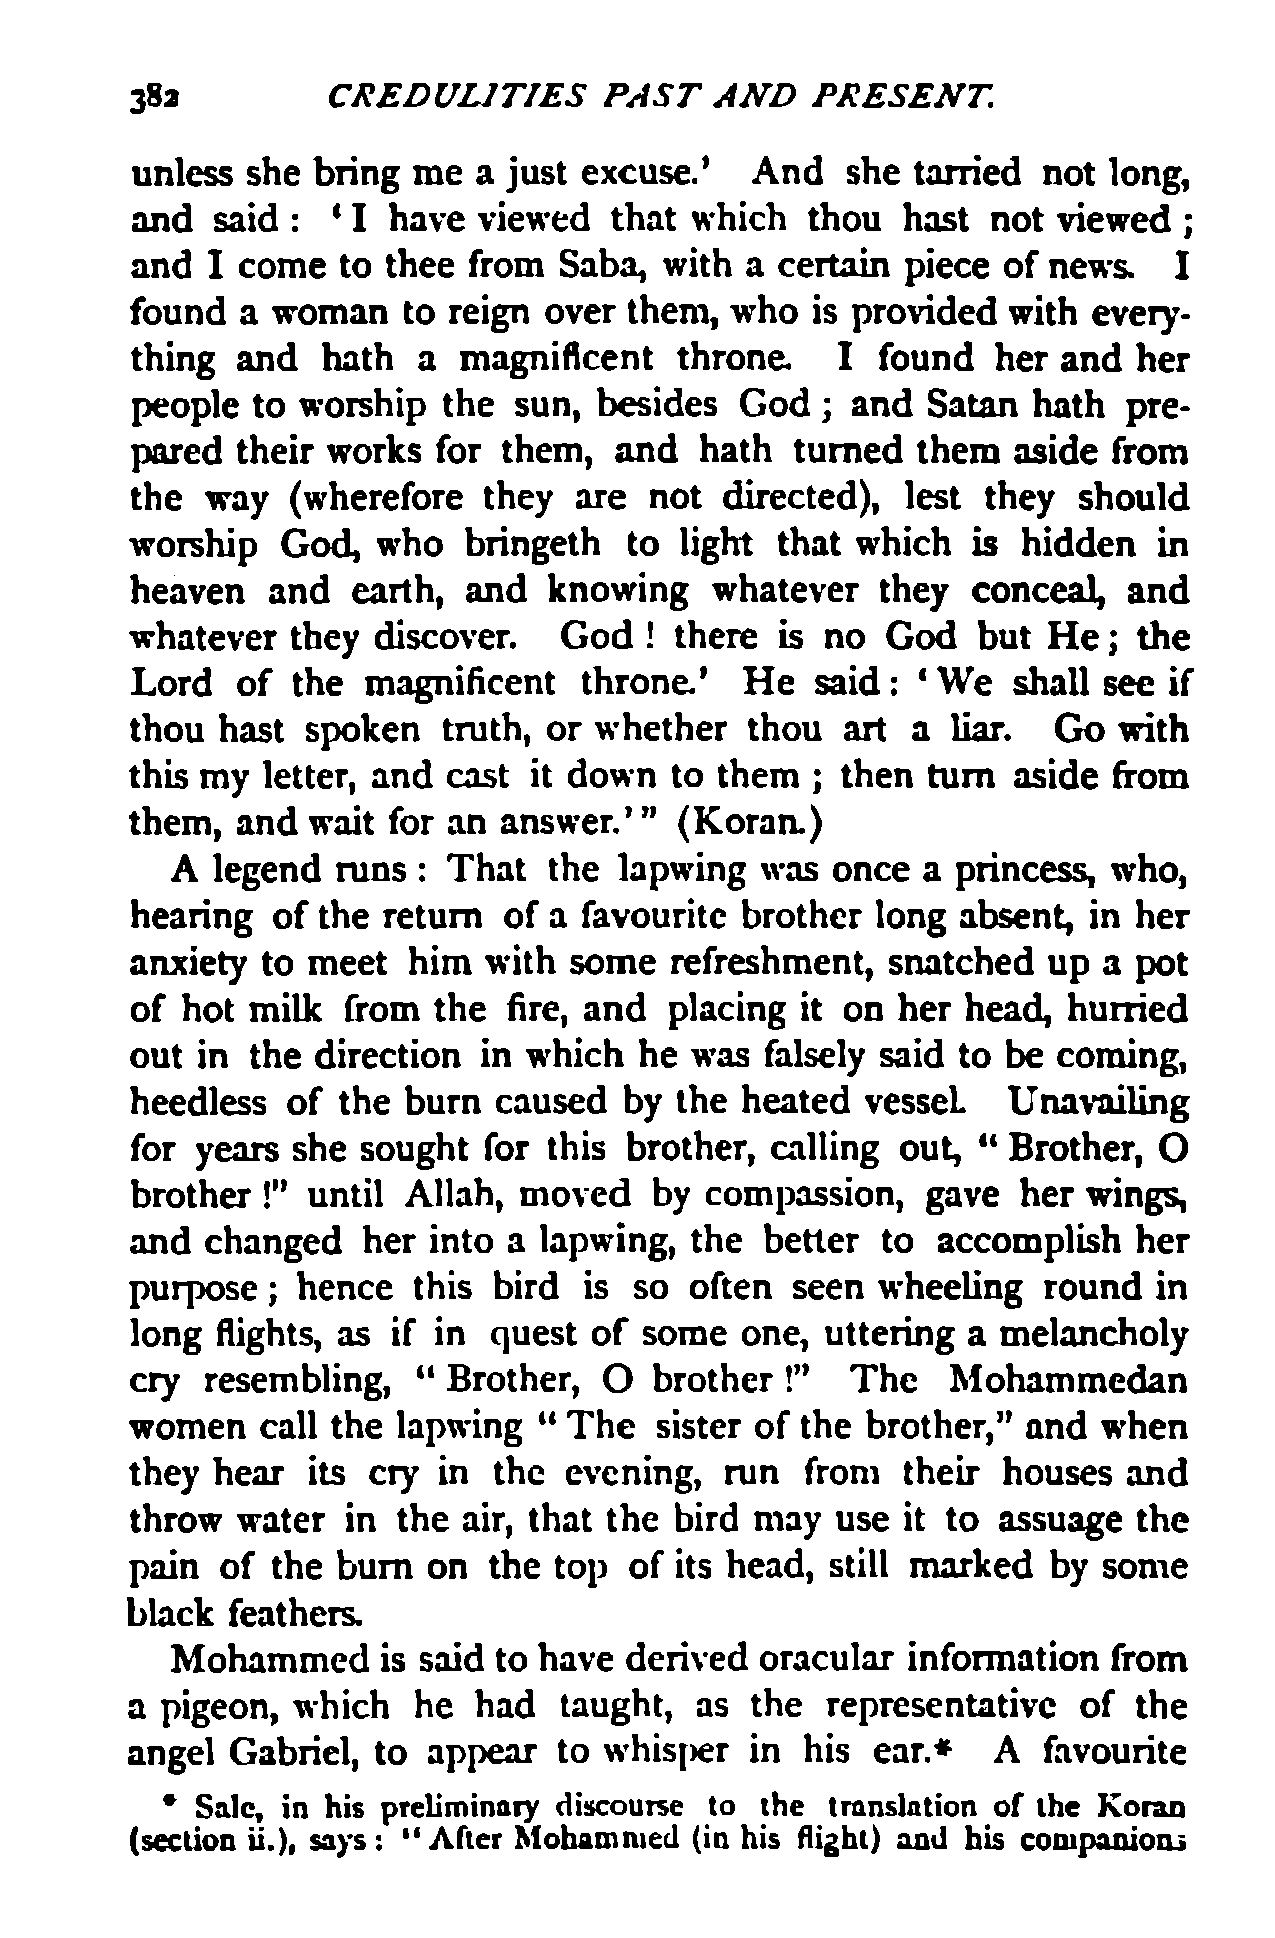 382 CREDULITIES PAST AND PRESENT.
unless she bring me a just excuse.' And she tarried not long,
and said : ' I have viewed that which thou hast not viewed ;
and I come to thee from Saba, with a certain piece of news. I
found a woman to reign over them, who is provided with every-
thing and hath a magnificent throne. I found her and her
people to worship the sun, besides God ; and Satan hath pre-
pared their works for them, and hath turned them aside from
the way (wherefore they are not directed), lest they should
worship God, who bringeth to light that which is hidden in
heaven and earth, and knowing whatever they conceal, and
whatever they discover. God ! there is no God but He ; the
Lord of the magnificent throne.' He said : ' We shall see if
thou hast spoken truth, or whether thou art a liar. Go with
this my letter, and cast it down to them ; then turn aside from
them, and wait for an answer.' " (Koran.)
A legend runs : That the lapwing was once a princess, who,
hearing of the return of a favourite brother long absent, in her
anxiety to meet him with some refreshment, snatched up a pot
of hot milk from the fire, and placing it on her head, hurried
out in the direction in which he was falsely said to be coming,
heedless of the burn caused by the heated vessel. Unavailing
for years she sought for this brother, calling out, " Brother, O
brother !" until Allah, moved by compassion, gave her wings,
and changed her into a lapwing, the better to accomplish her
purpose ; hence this bird is so often seen wheeling round in
long flights, as if in quest of some one, uttering a melancholy
cry resembling, " Brother, O brother !" The Mohammedan
women call the lapwing " The sister of the brother," and when
they hear its cry in the evening, run from their houses and
throw water in the air, that the bird may use it to assuage the
pain of the burn on the top of its head, still marked by some
black feathers.
Mohammed is said to have derived oracular information from
a pigeon, which he had taught, as the representative of the
angel Gabriel, to appear to whisper in his ear.* A favourite
* Sale, in his preliminary discourse to the translation of the Koran
(section ii.), says : " After Mohammed (in his flight) and his companions